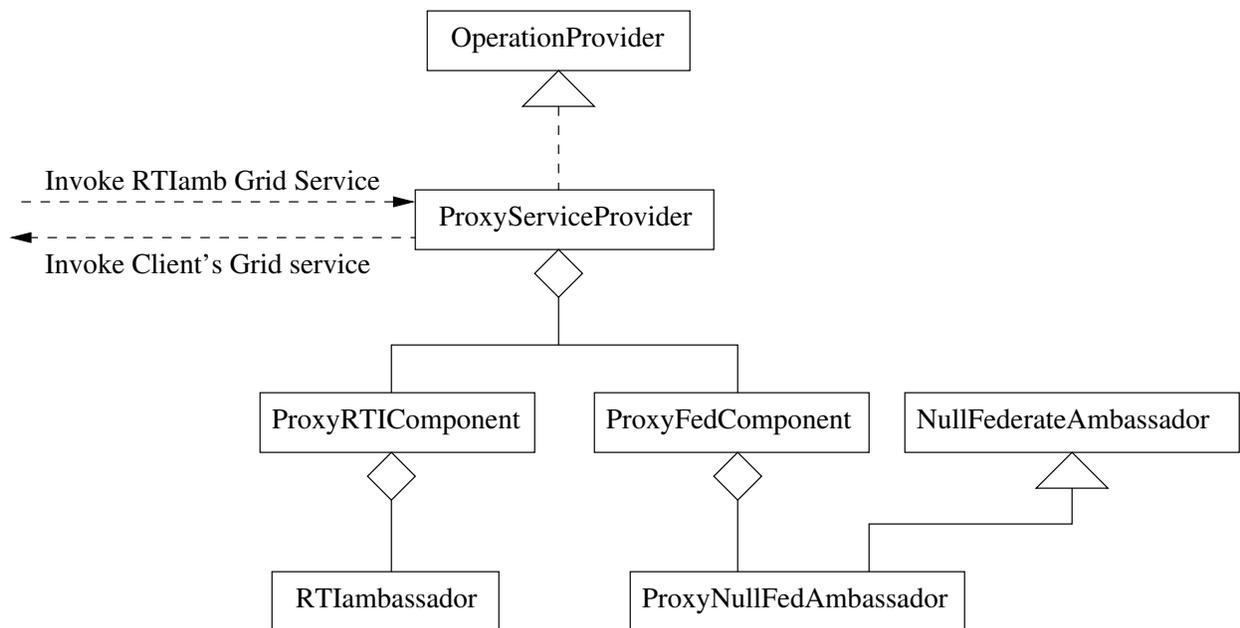 OperationProvider
Invoke RTIamb Grid Service
ProxyServiceProvider
Invoke Client's Grid service
ProxyRTIComponent
ProxyFedComponent
NullFederateAmbassador
RTIambassador
ProxyNullFedAmbassador